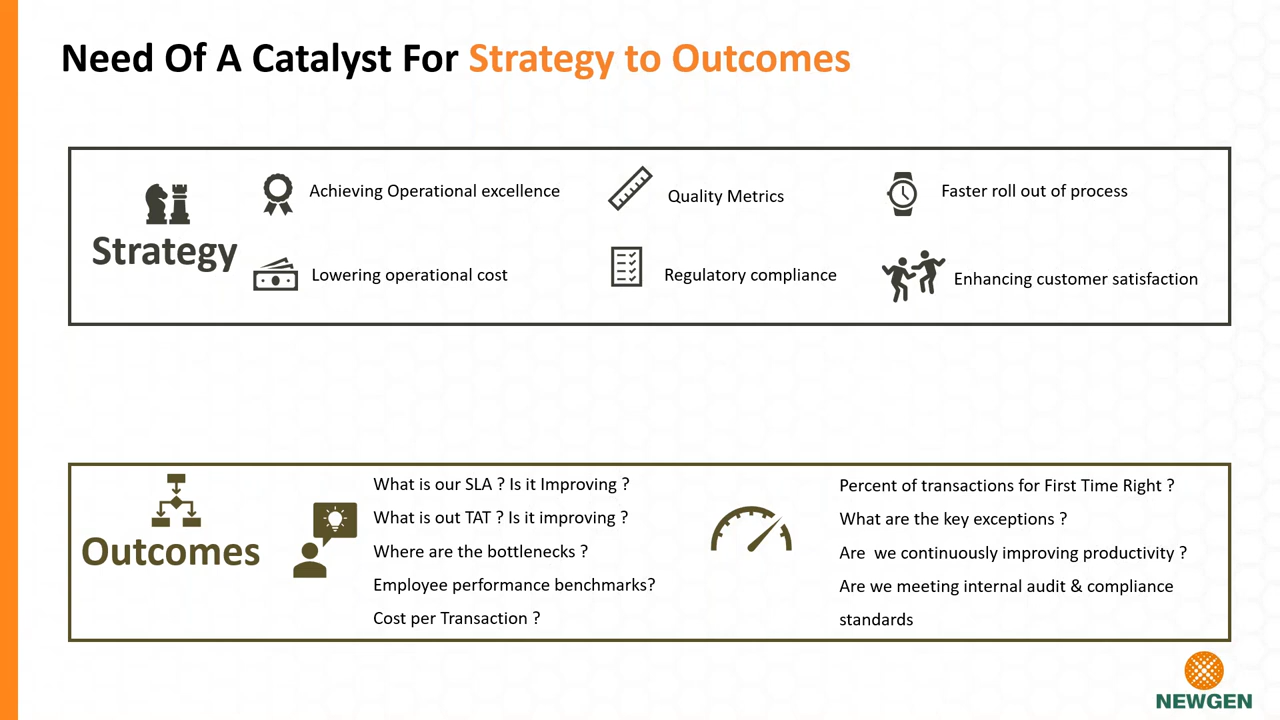 Need Of A Catalyst For Strategy to Outcomes
Strategy
Achieving Operational excellence
Quality Metrics
Faster roll out of process
Lowering operational cost
Regulatory compliance
Enhancing customer satisfaction
Outcomes
What is our SLA ? Is it Improving ?
What is out TAT ? Is it improving ?
Where are the bottlenecks ?
Employee performance benchmarks?
Cost per Transaction ?
Percent of transactions for First Time Right ?
What are the key exceptions ?
Are  we continuously improving productivity ?
Are we meeting internal audit & compliance
standards
NEWGEN